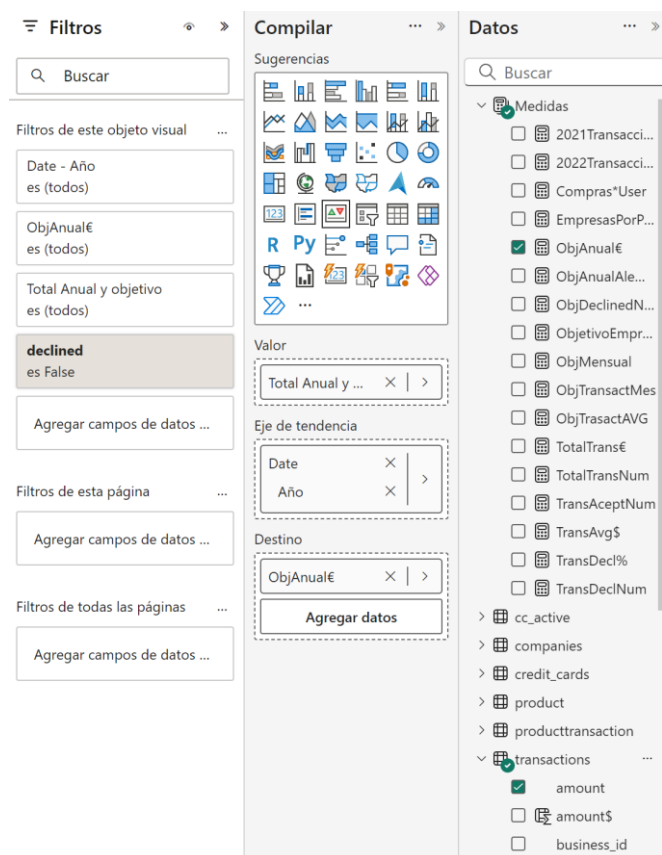 Filtros
Buscar
Filtros de este objeto visual
...
Date - Año
es (todos)
ObjAnual€
es (todos)
Total Anual y objetivo
es (todos)
declined
es False
Agregar campos de datos ...
Filtros de esta página
...
Agregar campos de datos ...
Filtros de todas las páginas
...
Agregar campos de datos ...
Compilar
...
Sugerencias
123
R
Py
123
...
Valor
Total Anual y ...
Eje de tendencia
Date
Año
Destino
ObjAnual€
Agregar datos
Datos
...
Buscar
Medidas
2021Transacci...
2022Transacci...
Compras*User
EmpresasPorP...
ObjAnual€
ObjAnualAle...
ObjDeclinedN...
ObjetivoEmpr...
ObjMensual
ObjTransactMes
ObjTrasactAVG
TotalTrans€
TotalTransNum
TransAceptNum
TransAvg$
TransDecl%
TransDeclNum
cc_active
companies
credit_cards
product
producttransaction
transactions
...
amount
amount$
business_id